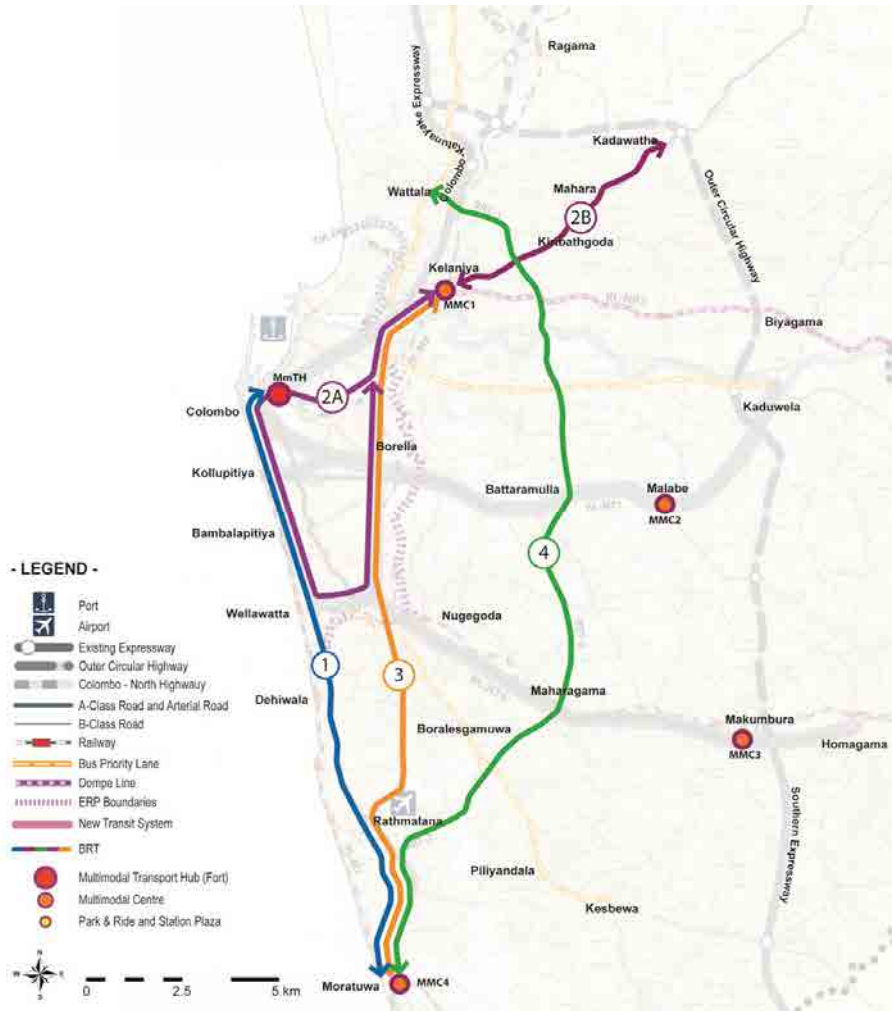 Ragama
Colombo - Katunayake Expressway
Kadawatha
Outer Circular Highway
Mahara
Wattala
2B
Kiribathgoda
Kelaniya
MMC1
Biyagama
MmTH
2A
Colombo
Kaduwela
Borella
Kollupitiya
Battaramulla
Malabe
MMC2
Bambalapitiya
4
- LEGEND -
Port
Airport
Existing Expressway
Outer Circular Highway
Colombo - North Highwauy
A-Class Road and Arterial Road
B-Class Road
Railway
Bus Priority Lane
Dompe Line
ERP Boundaries
New Transit System
BRT
Multimodal Transport Hub (Fort)
Multimodal Centre
Park & Ride and Station Plaza
Wellawatta
Nugegoda
1
3
Dehiwala
Maharagama
Boralesgamuwa
Makumbura
MMC3
Homagama
Southern Expressway
Rathmalana
Piliyandala
Kesbewa
Moratuwa
MMC4
N
W
E
S
0 2.5 5 km